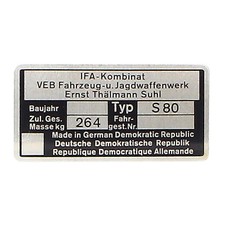 IFA-Kombinat
VEB Fahrzeug-u.Jagdwaffenwerk
Ernst Thälmann Suhl
Baujahr Typ S 80
Zul. Ges. Masse kg 264 Fahr-gest.Nr.
Made in German Demokratic Republic
Deutsche Demokratische Republik
Republique Democratique Allemande